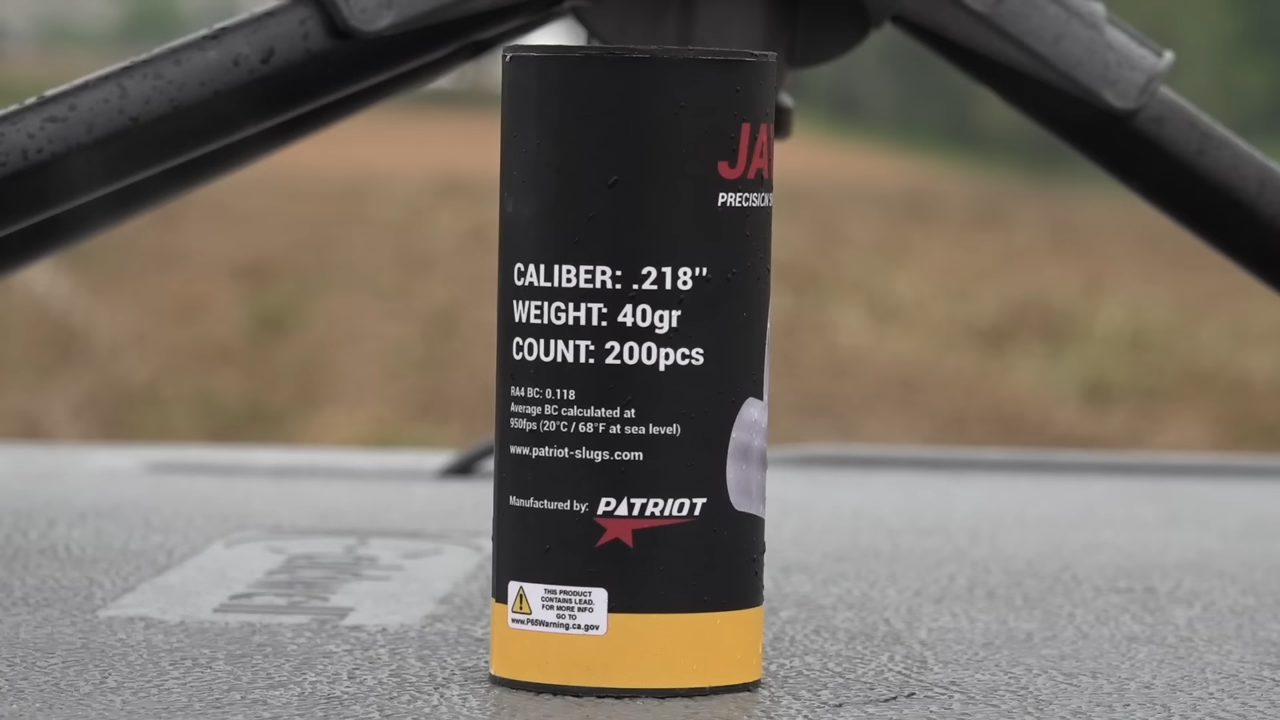 JA
PRECISION
CALIBER: .218"
WEIGHT: 40gr
COUNT: 200pcs
RA4 BC: 0.118
Average BC calculated at
950fps (20°C / 68°F at sea level)
www.patriot-slugs.com
Manufactured by: PATRIOT
THIS PRODUCT
CONTAINS LEAD.
FOR MORE INFO
GO TO
www.P65Warning.ca.gov